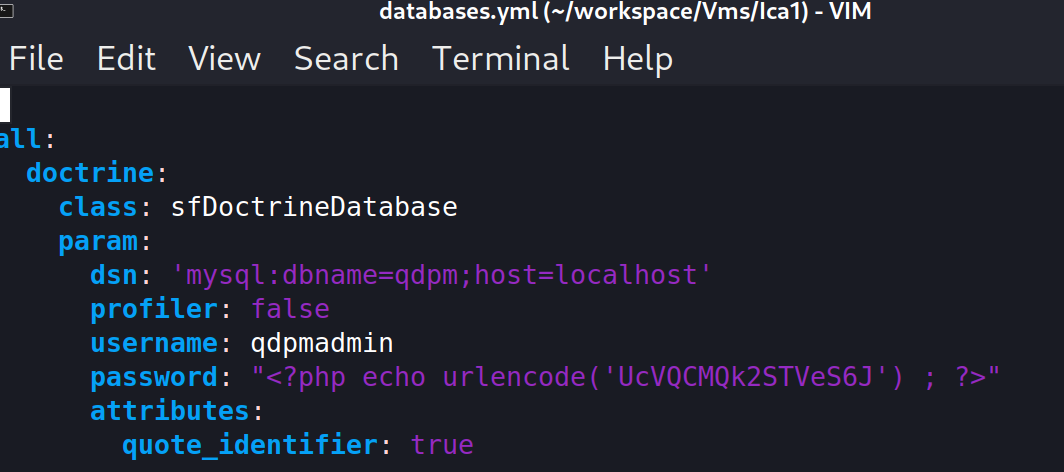 databases.yml (~/workspace/Vms/Ica1) - VIM
File Edit View Search Terminal Help
all:
doctrine:
class: sfDoctrineDatabase
param:
dsn: 'mysql:dbname=qdpm;host=localhost'
profiler: false
username: qdpmadmin
password: "<?php echo urlencode('UcVQCMQk2STVeS6J') ; ?>"
attributes:
quote_identifier: true